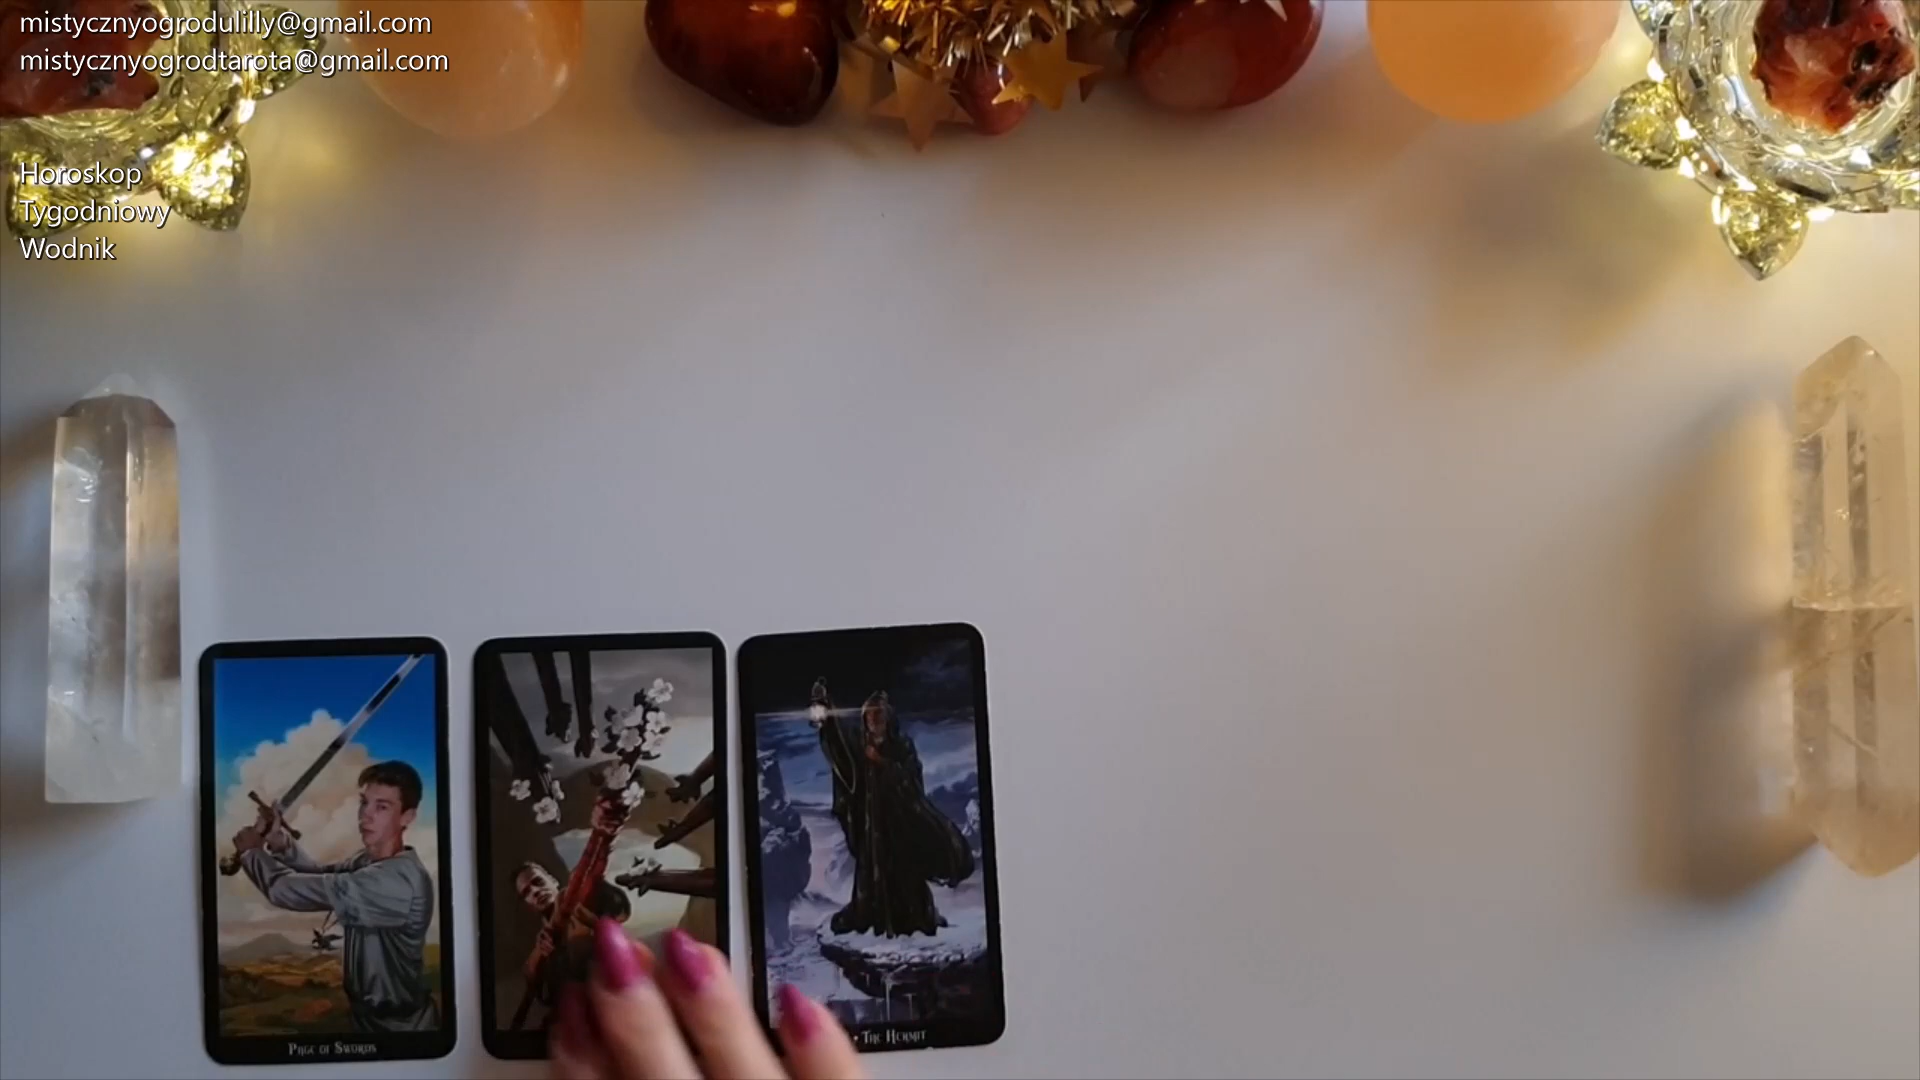 mistycznyogrodulilly@gmail.com
mistycznyogrodtarota@gmail.com
Horoskop
Tygodniowy
Wodnik
Page of Swords
• The Hermit